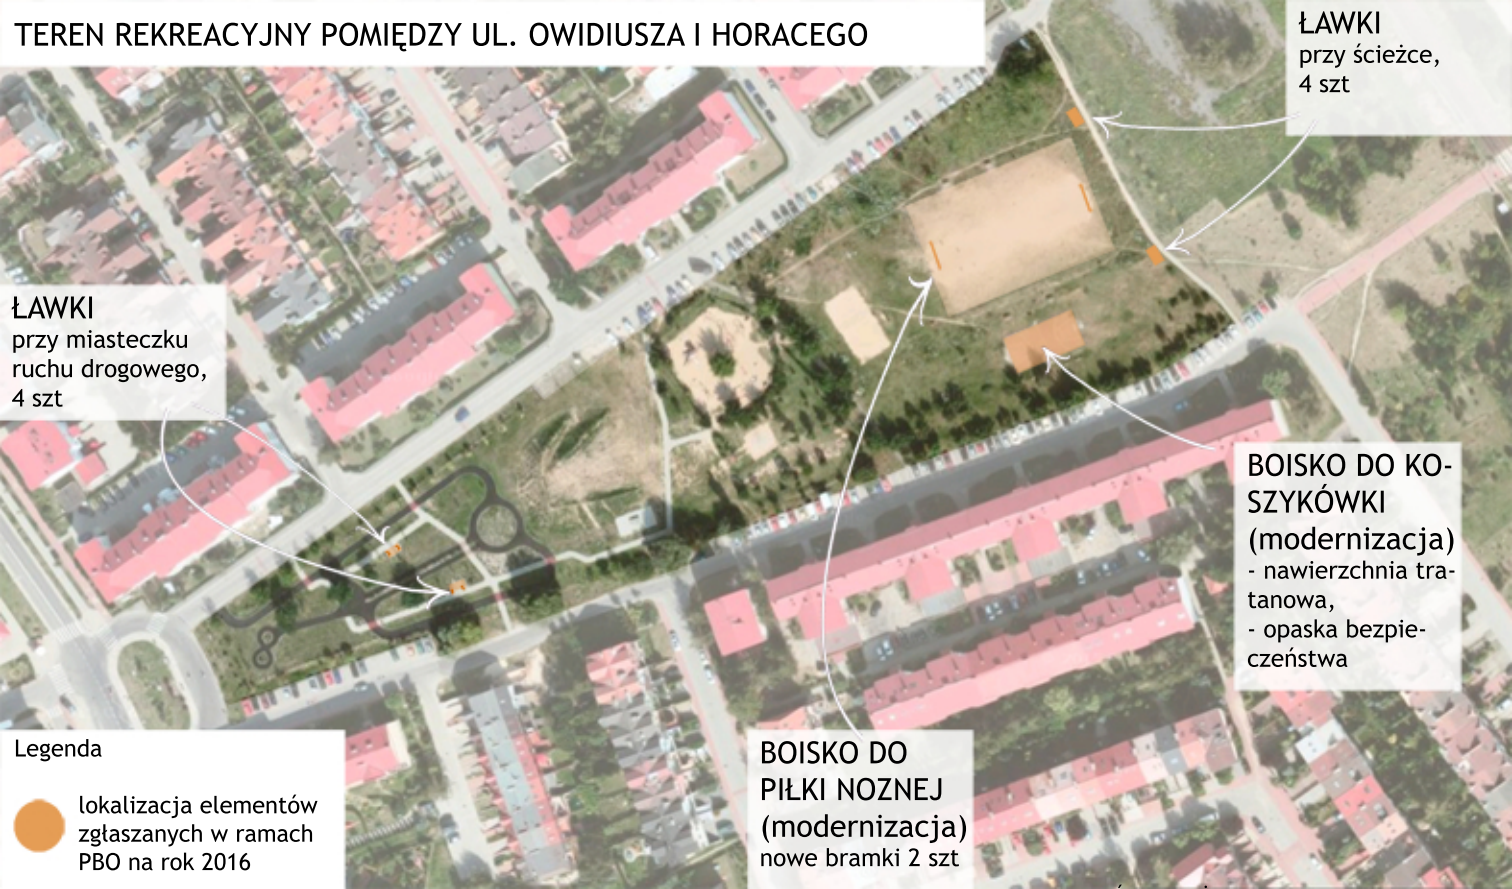 TEREN REKREACYJNY POMIĘDZY UL. OWIDIUSZA I HORACEGO
ŁAWKI
przy ścieżce,
4 szt
ŁAWKI
przy miasteczku
ruchu drogowego,
4 szt
BOISKO DO KO-
SZYKÓWKI
(modernizacja)
- nawierzchnia tra-
tanowa,
- opaska bezpie-
czeństwa
BOISKO DO
PIŁKI NOZNEJ
(modernizacja)
nowe bramki 2 szt
Legenda
lokalizacja elementów
zgłaszanych w ramach
PBO na rok 2016